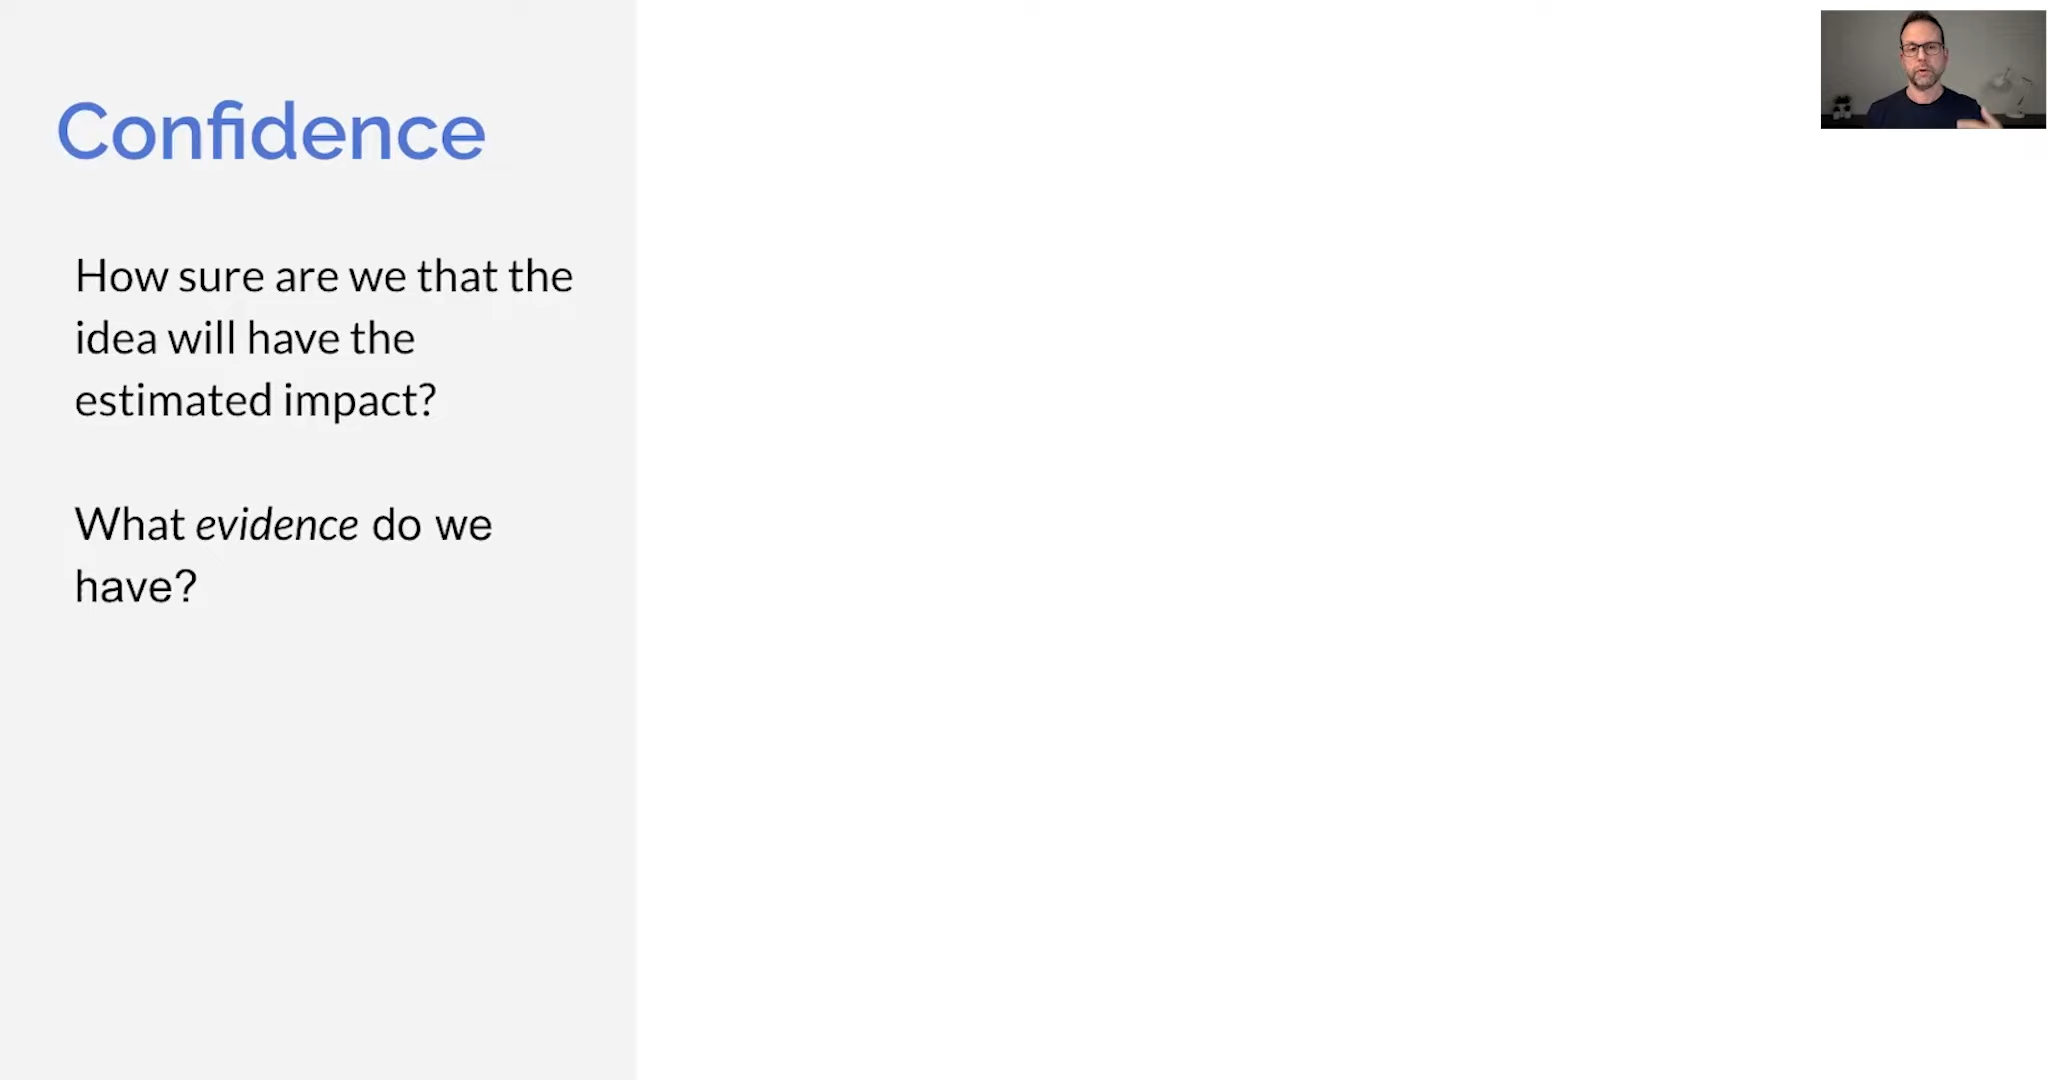 Confidence
How sure are we that the
idea will have the
estimated impact?
What evidence do we
have?